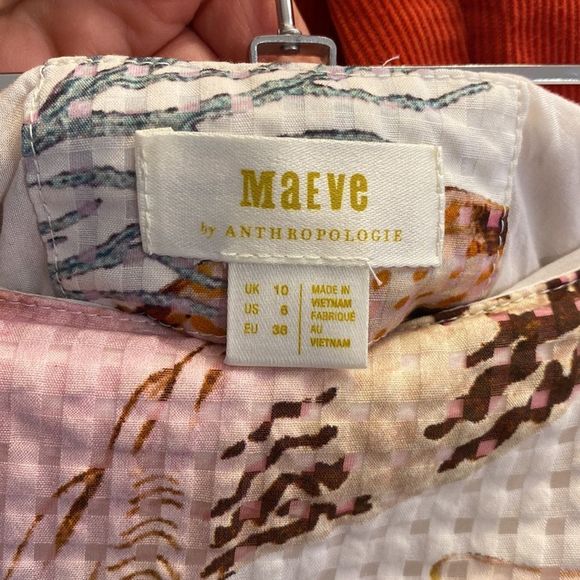 MaEVe
by ANTHROPOLOGIE
UK 10
US 6
EU 38
MADE IN
VIETNAM
FABRIQUÉ
AU
VIETNAM